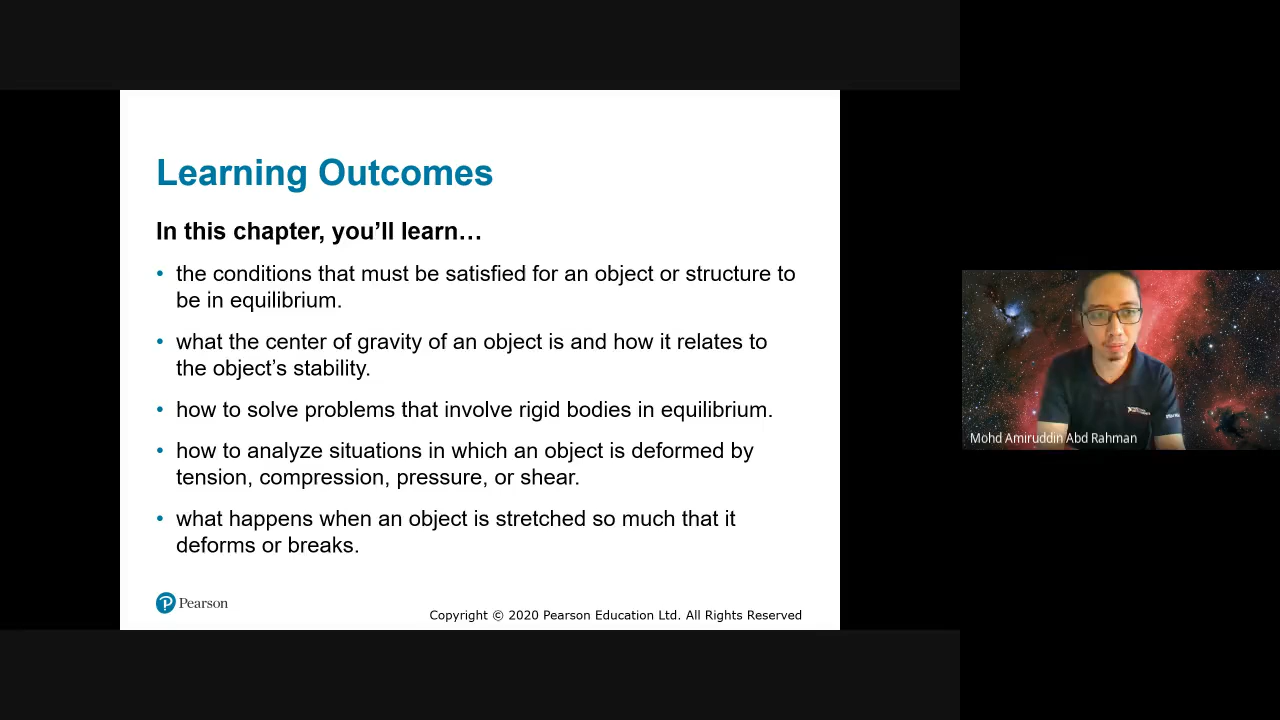 Learning Outcomes
In this chapter, you’ll learn…
• the conditions that must be satisfied for an object or structure to
be in equilibrium.
• what the center of gravity of an object is and how it relates to
the object’s stability.
• how to solve problems that involve rigid bodies in equilibrium.
• how to analyze situations in which an object is deformed by
tension, compression, pressure, or shear.
• what happens when an object is stretched so much that it
deforms or breaks.
Pearson
Copyright © 2020 Pearson Education Ltd. All Rights Reserved
Mohd Amiruddin Abd Rahman